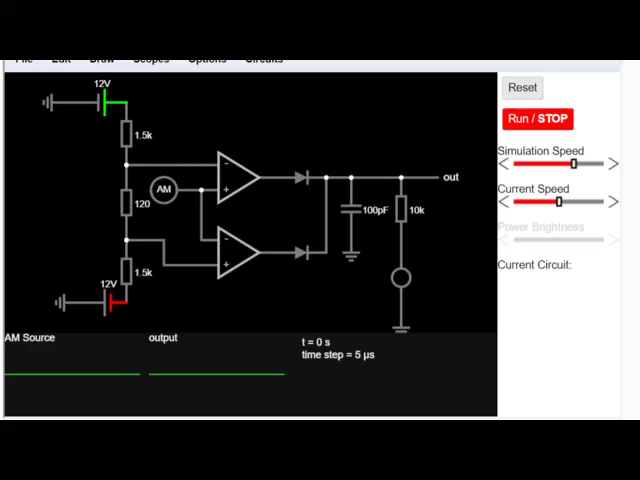 File Edit Draw Scopes Options Circuits
12V
Reset
1.5k
Run / STOP
Simulation Speed
AM
out
120
100pF
10k
Current Speed
Power Brightness
1.5k
Current Circuit:
12V
AM Source
output
t = 0 s
time step = 5 μs